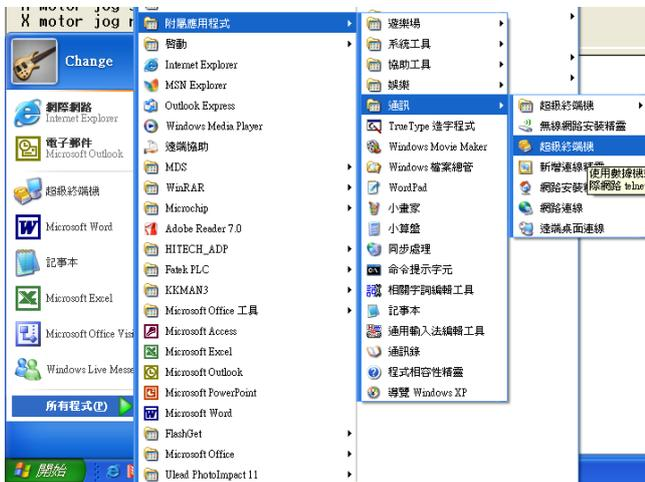 X motor jog
X motor jog
Change
網際網路
Internet Explorer
電子郵件
Microsoft Outlook
超級終端機
Microsoft Word
記事本
Microsoft Excel
Microsoft Office Visi
Windows Live Messe
所有程式(P)
開始
附屬應用程式
啓動
Internet Explorer
MSN Explorer
Outlook Express
Windows Media Player
遠端協助
MDS
WinRAR
Microchip
Adobe Reader 7.0
HITECH_ADP
Fatek PLC
KKMAN3
Microsoft Office 工具
Microsoft Access
Microsoft Excel
Microsoft Outlook
Microsoft PowerPoint
Microsoft Word
FlashGet
Microsoft Office
Ulead PhotoImpact 11
遊樂場
系統工具
協助工具
娛樂
通訊
TrueType 造字程式
Windows Movie Maker
Windows 檔案總管
WordPad
小畫家
小算盤
同步處理
命令提示字元
相關字詞編輯工具
記事本
通用輸入法編輯工具
通訊錄
程式相容性精靈
導覽 Windows XP
超級終端機
無線網路安裝精靈
超級終端機
新增連線精靈
網路安裝
網路連線
遠端桌面連線
使用數據機
際網路 telne